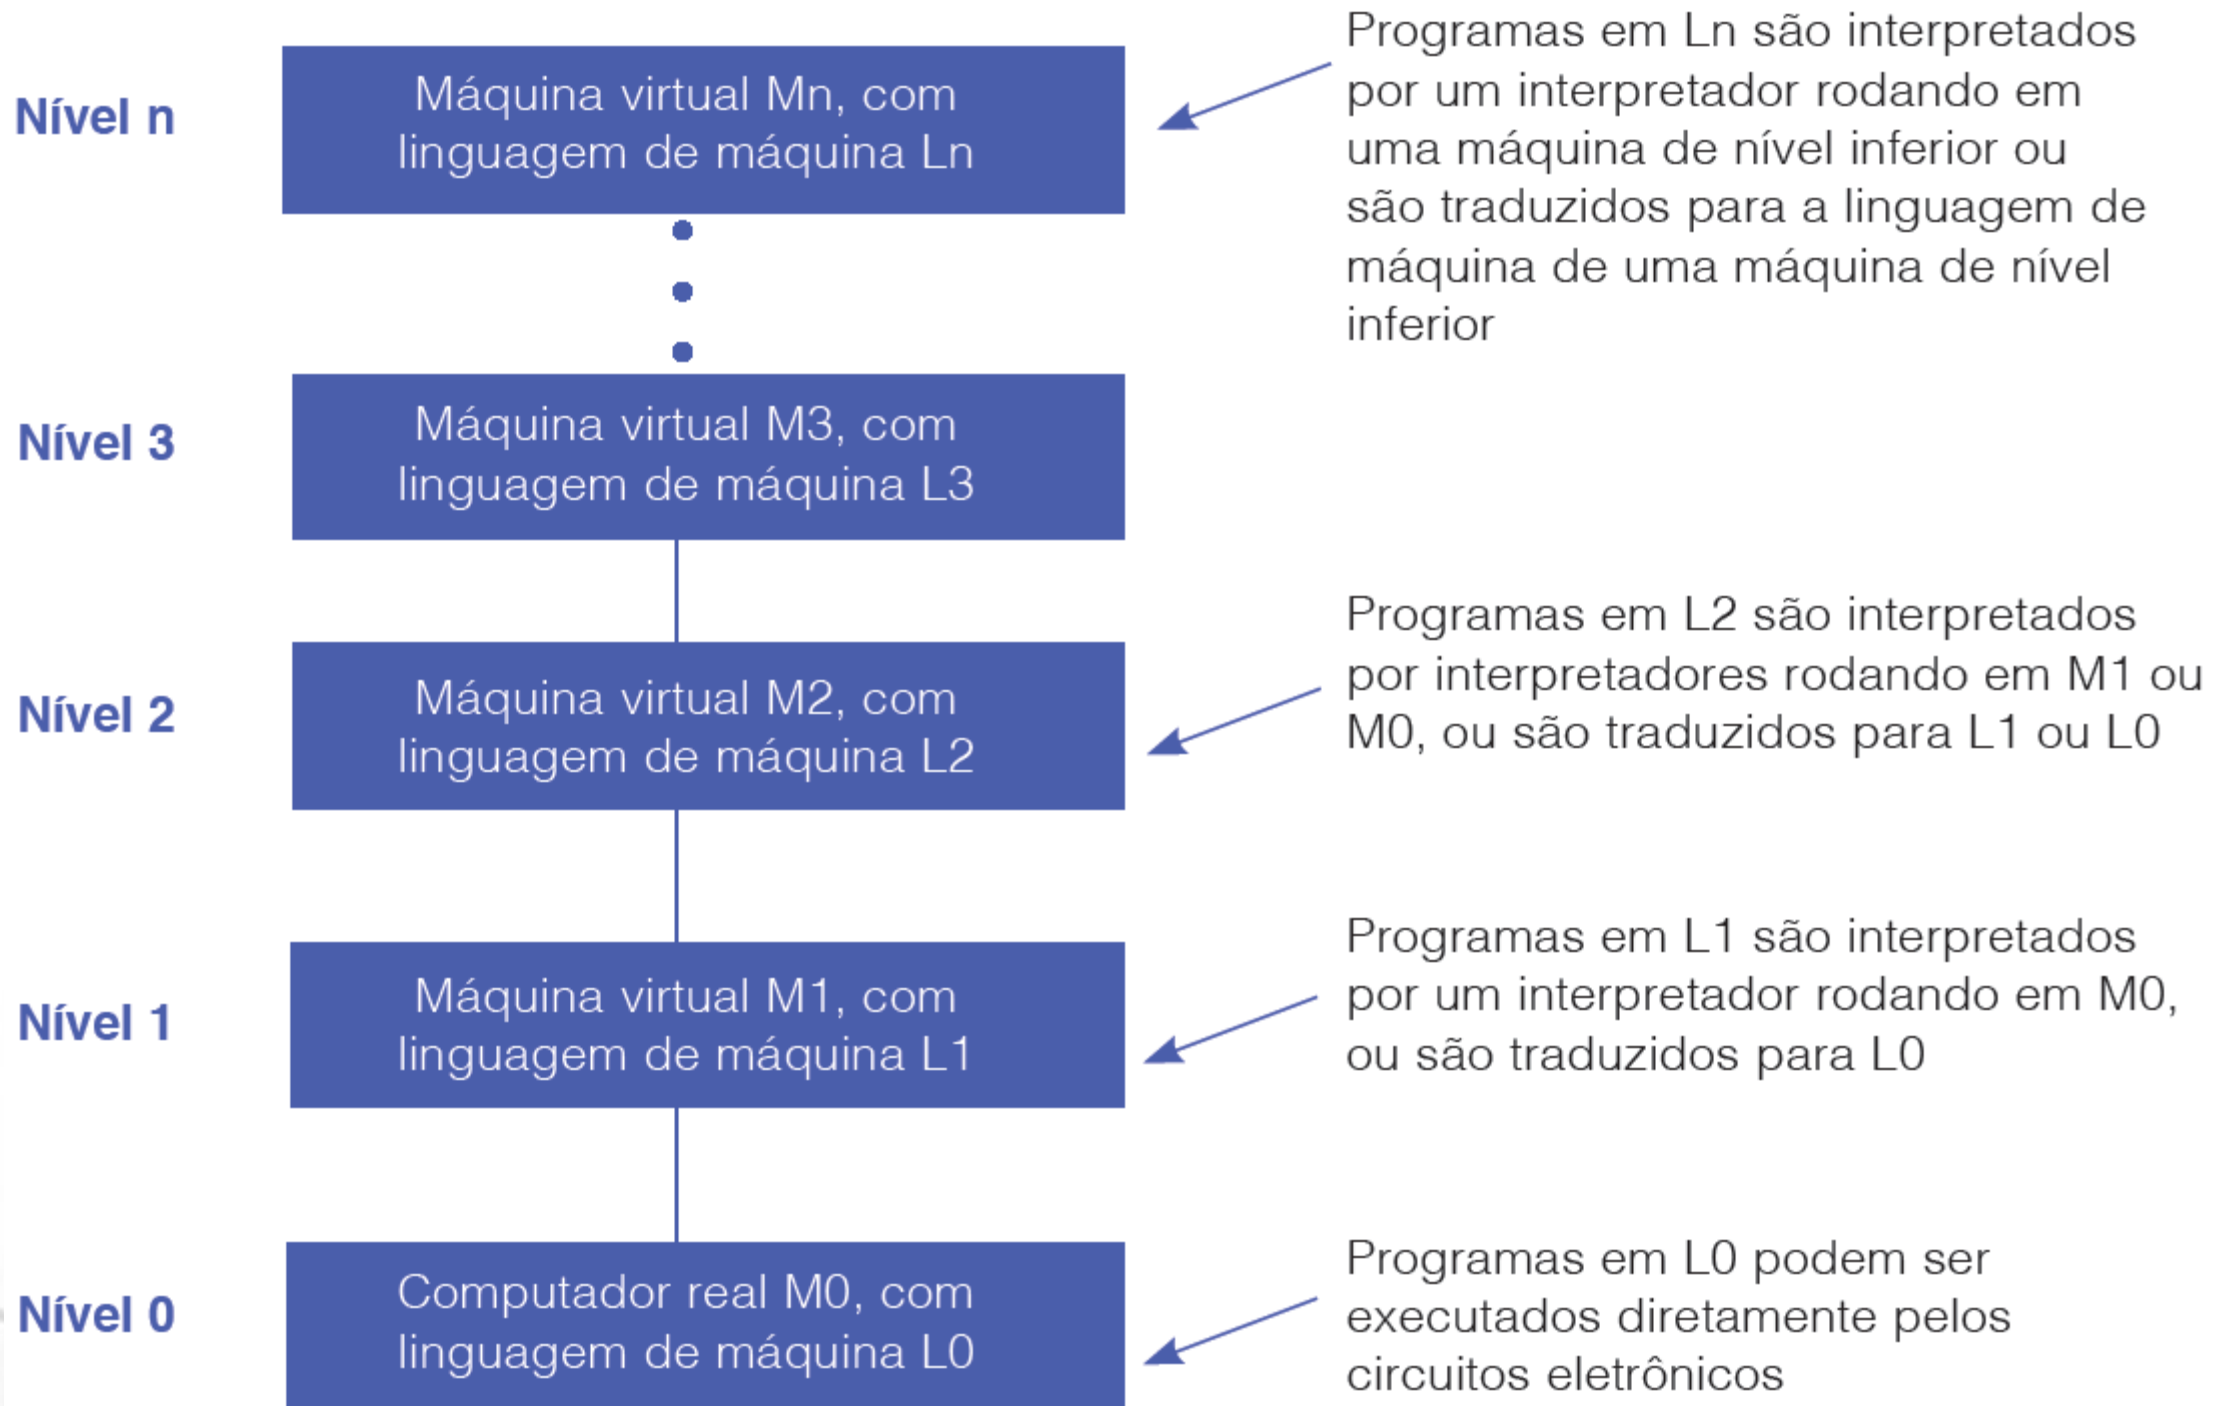 Nível n
Máquina virtual Mn, com
linguagem de máquina Ln
Programas em Ln são interpretados
por um interpretador rodando em
uma máquina de nível inferior ou
são traduzidos para a linguagem de
máquina de uma máquina de nível
inferior
Nível 3
Máquina virtual M3, com
linguagem de máquina L3
Nível 2
Máquina virtual M2, com
linguagem de máquina L2
Programas em L2 são interpretados
por interpretadores rodando em M1 ou
M0, ou são traduzidos para L1 ou L0
Nível 1
Máquina virtual M1, com
linguagem de máquina L1
Programas em L1 são interpretados
por um interpretador rodando em M0,
ou são traduzidos para L0
Nível 0
Computador real M0, com
linguagem de máquina L0
Programas em L0 podem ser
executados diretamente pelos
circuitos eletrônicos